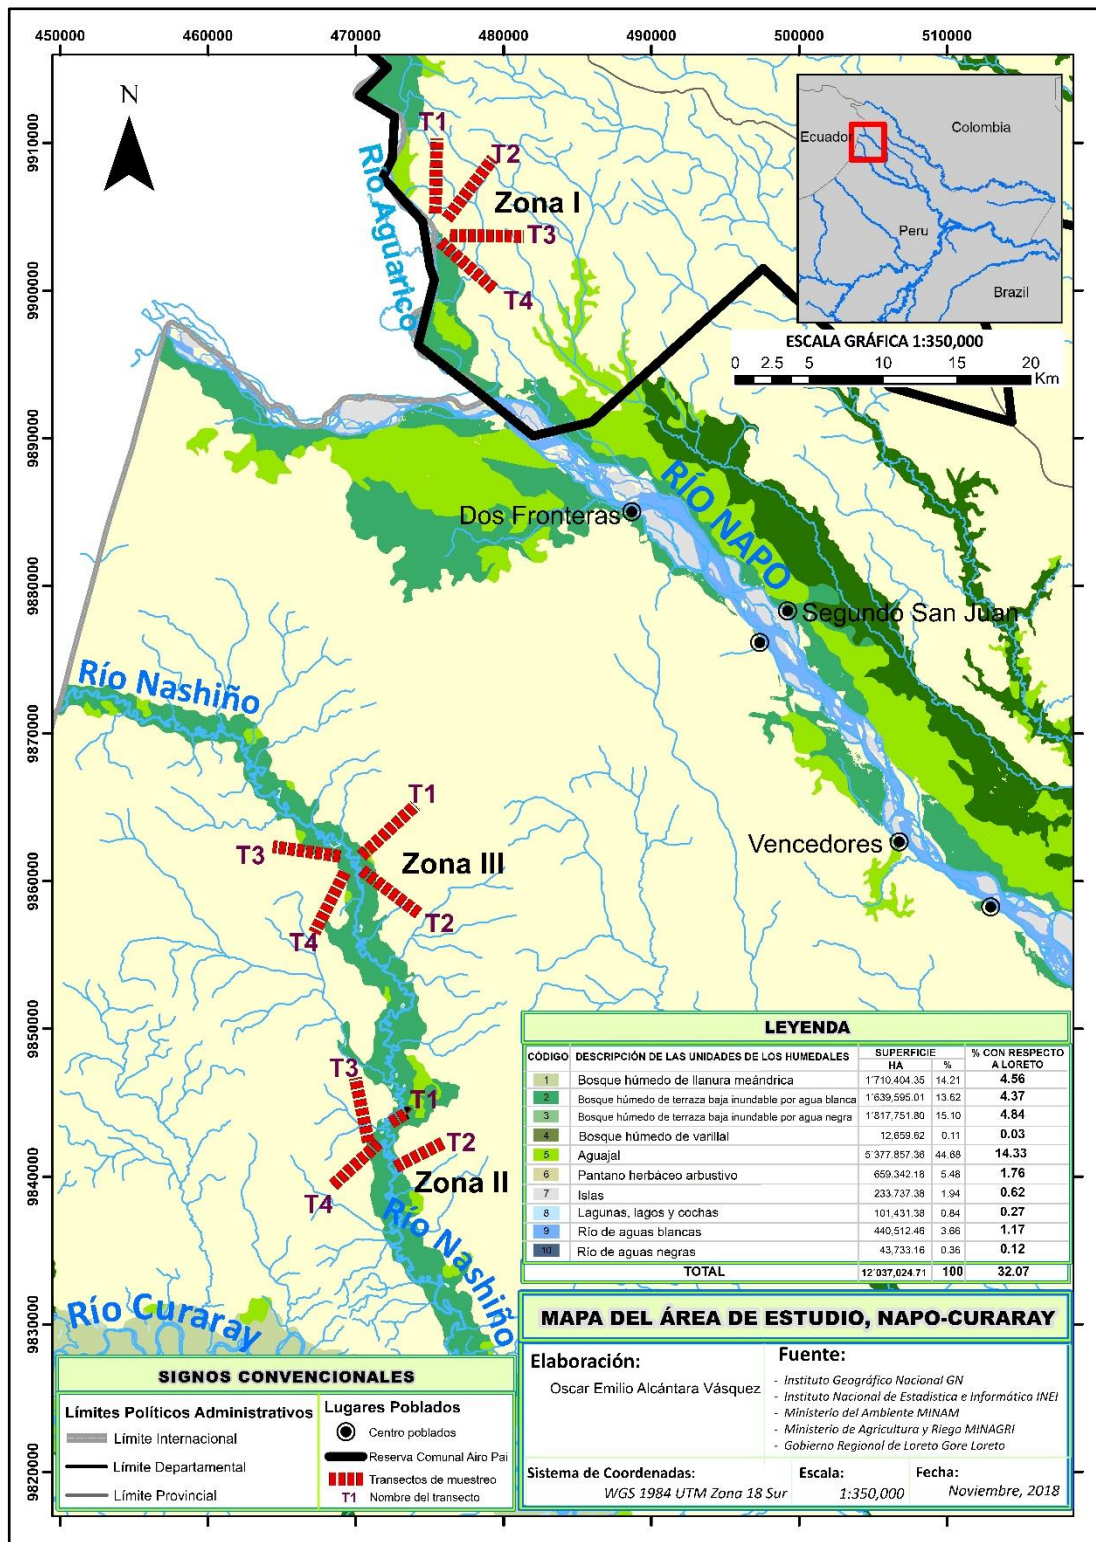 450000 460000 470000 480000 490000 500000 510000
9910000
9900000
9890000
9880000
9870000
9860000
9850000
9840000
9830000
9820000
N
T1
T2
Zona I
T3
T4
Río Aguarico
Ecuador
Colombia
Peru
Brazil
ESCALA GRÁFICA 1:350,000
0 2.5 5 10 15 20
Km
RÍO NAPO
Dos Fronteras
Segundo San Juan
Río Nashiño
T1
T3
Zona III
T2
T4
Vencedores
T3
T1
T2
Zona II
T4
Río Nashiño
Río Curaray
LEYENDA
CÓDIGO DESCRIPCIÓN DE LAS UNIDADES DE LOS HUMEDALES SUPERFICIE % CON RESPECTO
HA % A LORETO
1 Bosque húmedo de llanura meándrica 1'710,404.35 14.21 4.56
2 Bosque húmedo de terraza baja inundable por agua blanca 1'639,595.01 13.62 4.37
3 Bosque húmedo de terraza baja inundable por agua negra 1'817,751.80 15.10 4.84
4 Bosque húmedo de varillal 12,659.62 0.11 0.03
5 Aguajal 5'377,857.36 44.68 14.33
6 Pantano herbáceo arbustivo 659,342.18 5.48 1.76
7 Islas 233,737.38 1.94 0.62
8 Lagunas, lagos y cochas 101,431.38 0.84 0.27
9 Río de aguas blancas 440,512.46 3.66 1.17
10 Río de aguas negras 43,733.16 0.36 0.12
TOTAL 12'037,024.71 100 32.07
MAPA DEL ÁREA DE ESTUDIO, NAPO-CURARAY
Elaboración:
Oscar Emilio Alcántara Vásquez
Fuente:
- Instituto Geográfico Nacional GN
- Instituto Nacional de Estadistica e Informática INEI
- Ministerio del Ambiente MINAM
- Ministerio de Agricultura y Riego MINAGRI
- Gobierno Regional de Loreto Gore Loreto
Sistema de Coordenadas:
WGS 1984 UTM Zona 18 Sur
Escala:
1:350,000
Fecha:
Noviembre, 2018
SIGNOS CONVENCIONALES
Límites Políticos Administrativos
Límite Internacional
Límite Departamental
Límite Provincial
Lugares Poblados
Centro poblados
Reserva Comunal Airo Pai
Transectos de muestreo
T1 Nombre del transecto